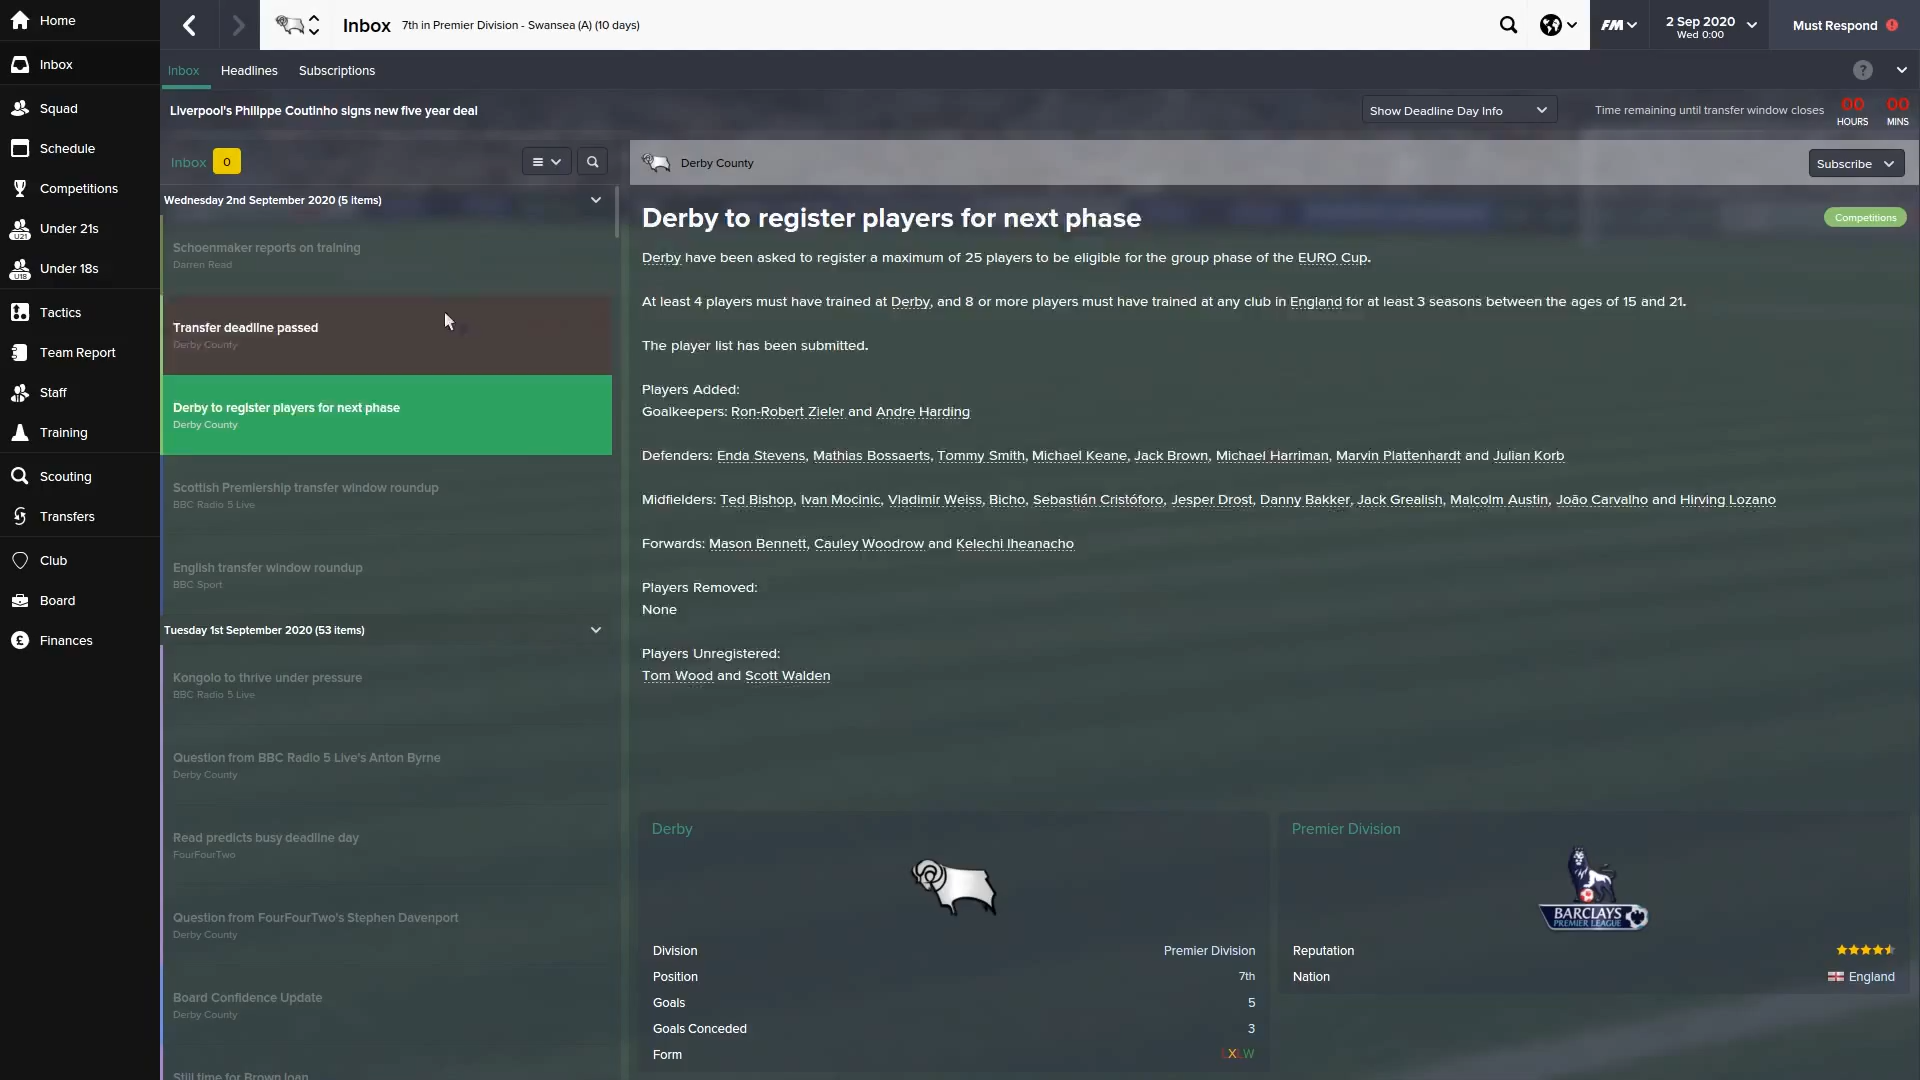 Home
Inbox
Squad
Schedule
Competitions
U21
Under 21s
U18
Under 18s
Tactics
Team Report
Staff
Training
Scouting
Transfers
Club
Board
£
Finances
Inbox
7th in Premier Division - Swansea (A) (10 days)
FM
2 Sep 2020
Wed 0:00
Must Respond
Inbox
Headlines
Subscriptions
?
Liverpool's Philippe Coutinho signs new five year deal
Show Deadline Day Info
Time remaining until transfer window closes
00
HOURS
00
MINS
Inbox
0
Wednesday 2nd September 2020 (5 items)
Schoenmaker reports on training
Darren Read
Transfer deadline passed
Derby County
Derby to register players for next phase
Derby County
Scottish Premiership transfer window roundup
BBC Radio 5 Live
English transfer window roundup
BBC Sport
Tuesday 1st September 2020 (53 items)
Kongolo to thrive under pressure
BBC Radio 5 Live
Question from BBC Radio 5 Live's Anton Byrne
Derby County
Read predicts busy deadline day
FourFourTwo
Question from FourFourTwo's Stephen Davenport
Derby County
Board Confidence Update
Derby County
Still time for Brown loan
Derby County
Subscribe
Derby to register players for next phase
Competitions
Derby have been asked to register a maximum of 25 players to be eligible for the group phase of the EURO Cup.
At least 4 players must have trained at Derby, and 8 or more players must have trained at any club in England for at least 3 seasons between the ages of 15 and 21.
The player list has been submitted.
Players Added:
Goalkeepers: Ron-Robert Zieler and Andre Harding
Defenders: Enda Stevens, Mathias Bossaerts, Tommy Smith, Michael Keane, Jack Brown, Michael Harriman, Marvin Plattenhardt and Julian Korb
Midfielders: Ted Bishop, Ivan Mocinic, Vladimir Weiss, Bicho, Sebastián Cristóforo, Jesper Drost, Danny Bakker, Jack Grealish, Malcolm Austin, João Carvalho and Hirving Lozano
Forwards: Mason Bennett, Cauley Woodrow and Kelechi Iheanacho
Players Removed:
None
Players Unregistered:
Tom Wood and Scott Walden
Derby
Division Premier Division
Position 7th
Goals 5
Goals Conceded 3
Form LXLW
Premier Division
BARCLAYS
PREMIER LEAGUE
Reputation
Nation England